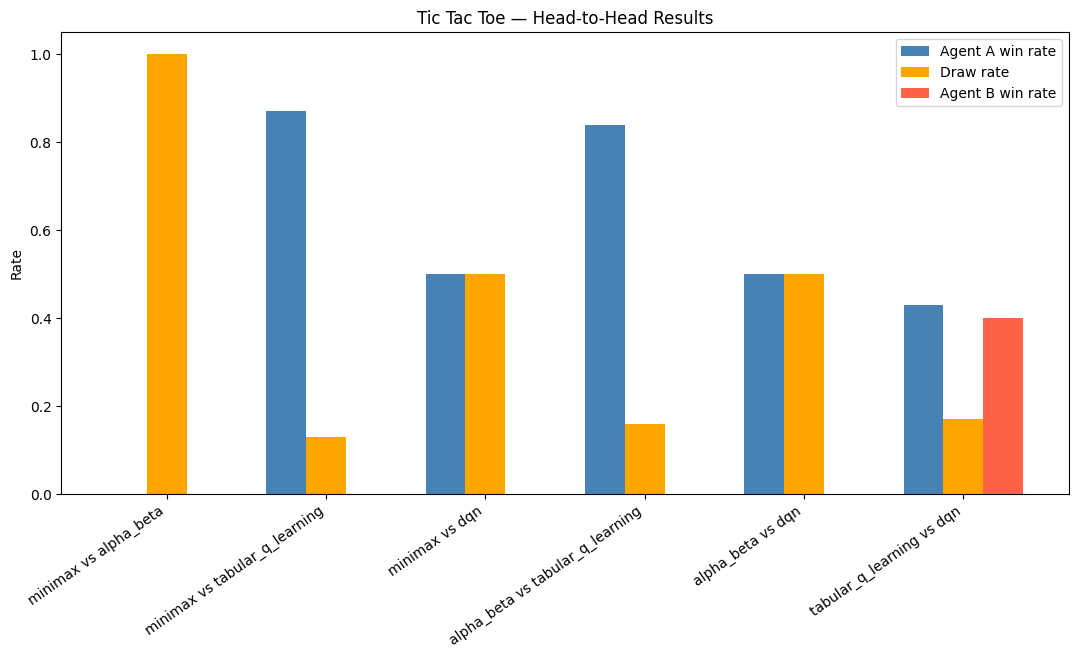 Tic Tac Toe — Head-to-Head Results
Agent A win rate
Draw rate
Agent B win rate
Rate
1.0
0.8
0.6
0.4
0.2
0.0
minimax vs alpha_beta
minimax vs tabular_q_learning
minimax vs dqn
alpha_beta vs tabular_q_learning
alpha_beta vs dqn
tabular_q_learning vs dqn